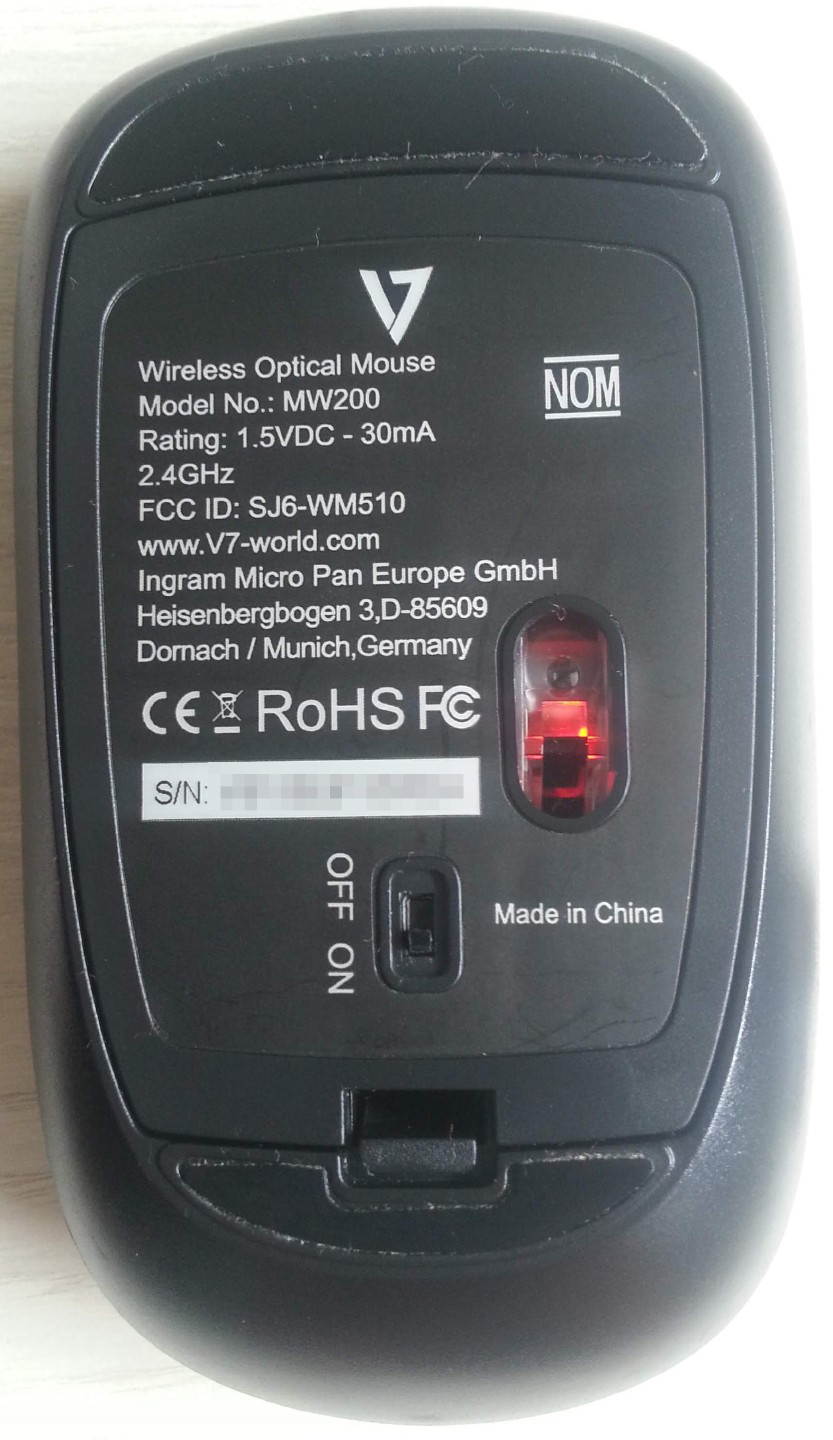 V7
Wireless Optical Mouse
NOM
Model No.: MW200
Rating: 1.5VDC - 30mA
2.4GHz
FCC ID: SJ6-WM510
www.V7-world.com
Ingram Micro Pan Europe GmbH
Heisenbergbogen 3,D-85609
Dornach / Munich,Germany
CE RoHS FC
S/N:
OFF ON
Made in China